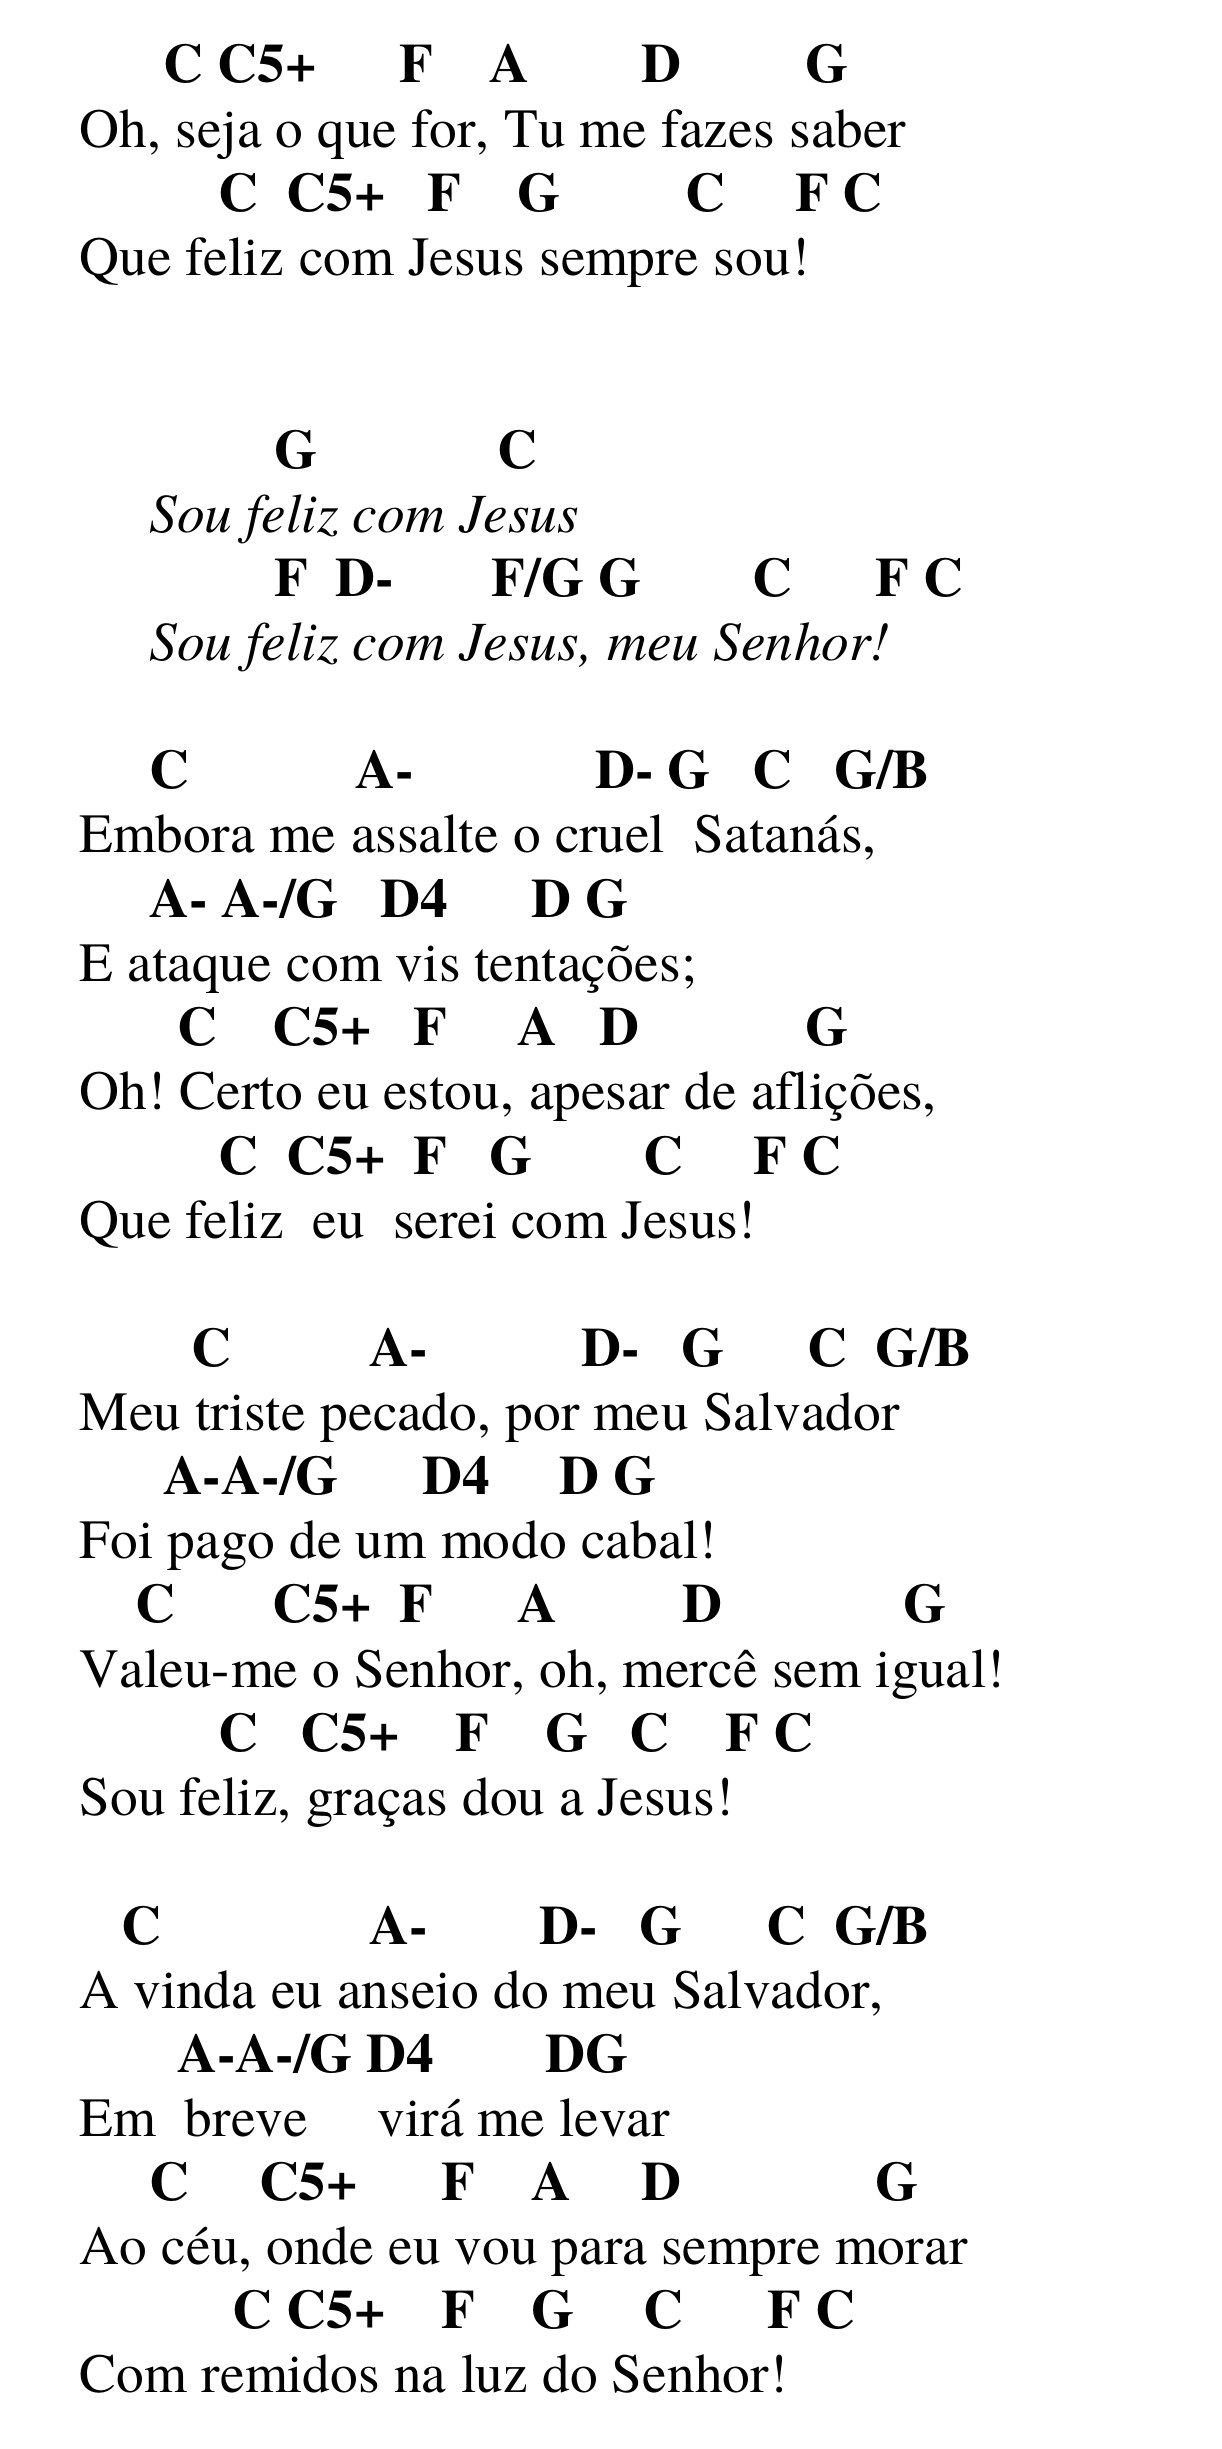 C C5+ F A D G
Oh, seja o que for, Tu me fazes saber
C C5+ F G C F C
Que feliz com Jesus sempre sou!
G C
Sou feliz com Jesus
F D- F/G G C F C
Sou feliz com Jesus, meu Senhor!
C A- D- G C G/B
Embora me assalte o cruel Satanás,
A- A-/G D4 D G
E ataque com vis tentações;
C C5+ F A D G
Oh! Certo eu estou, apesar de aflições,
C C5+ F G C F C
Que feliz eu serei com Jesus!
C A- D- G C G/B
Meu triste pecado, por meu Salvador
A-A-/G D4 D G
Foi pago de um modo cabal!
C C5+ F A D G
Valeu-me o Senhor, oh, mercê sem igual!
C C5+ F G C F C
Sou feliz, graças dou a Jesus!
C A- D- G C G/B
A vinda eu anseio do meu Salvador,
A-A-/G D4 DG
Em breve virá me levar
C C5+ F A D G
Ao céu, onde eu vou para sempre morar
C C5+ F G C F C
Com remidos na luz do Senhor!